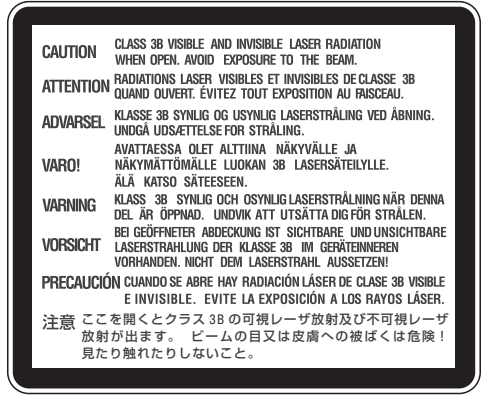 CAUTION CLASS 3B VISIBLE AND INVISIBLE LASER RADIATION
WHEN OPEN. AVOID EXPOSURE TO THE BEAM.
ATTENTION RADIATIONS LASER VISIBLES ET INVISIBLES DE CLASSE 3B
QUAND OUVERT. ÉVITEZ TOUT EXPOSITION AU FAISCEAU.
ADVARSEL KLASSE 3B SYNLIG OG USYNLIG LASERSTRÅLING VED ÅBNING.
UNDGÅ UDSÆTTELSE FOR STRÅLING.
VARO! AVATTAESSA OLET ALTTIINA NÄKYVÄLLE JA
NÄKYMÄTTÖMÄLLE LUOKAN 3B LASERSÄTEILYLLE.
ÄLÄ KATSO SÄTEESEEN.
VARNING KLASS 3B SYNLIG OCH OSYNLIG LASERSTRÅLNING NÄR DENNA
DEL ÄR ÖPPNAD. UNDVIK ATT UTSÄTTA DIG FÖR STRÅLEN.
VORSICHT BEI GEÖFFNETER ABDECKUNG IST SICHTBARE UND UNSICHTBARE
LASERSTRAHLUNG DER KLASSE 3B IM GERÄTEINNEREN
VORHANDEN. NICHT DEM LASERSTRAHL AUSSETZEN!
PRECAUCIÓN CUANDO SE ABRE HAY RADIACIÓN LÁSER DE CLASE 3B VISIBLE
E INVISIBLE. EVITE LA EXPOSICIÓN A LOS RAYOS LÁSER.
注意 ここを開くとクラス 3B の可視レーザ放射及び不可視レーザ
放射が出ます。 ビームの目又は皮膚への被ばくは危険！
見たり触れたりしないこと。